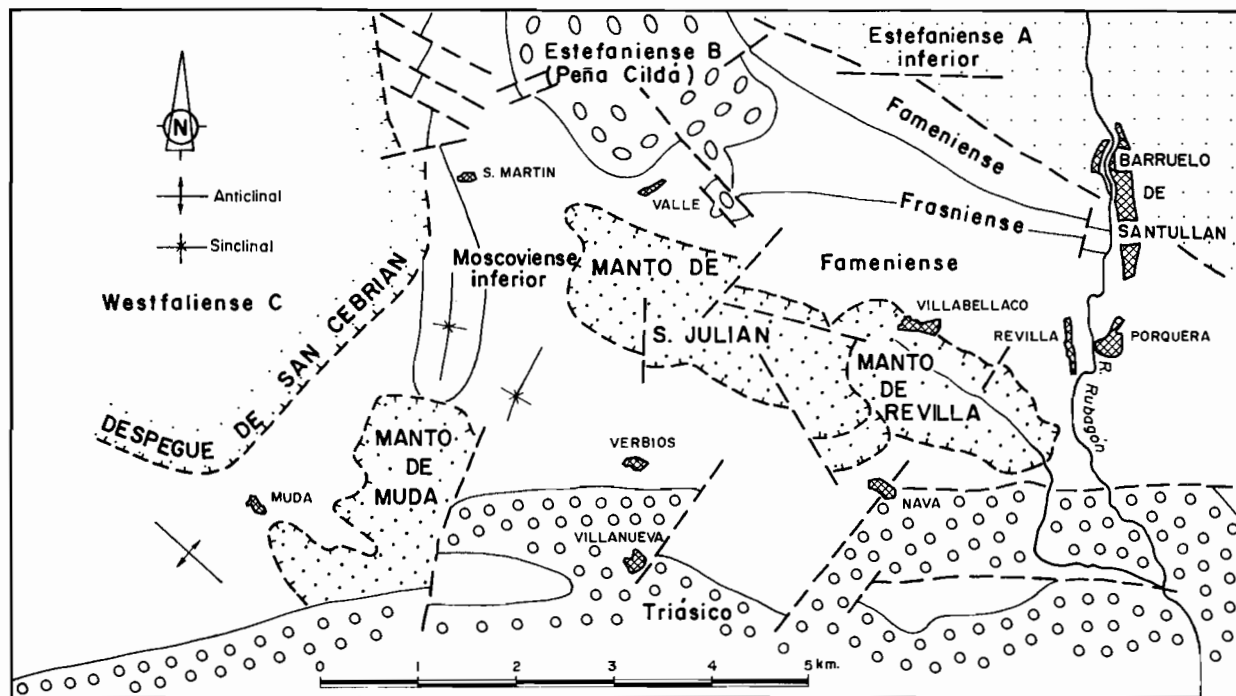 Estefaniense B
(Peña Cildá)
Estefaniense A
inferior
N
Fameniense
BARRUELO
DE
SANTULLAN
S. MARTIN
VALLE
Anticlinal
Frasniense
Sinclinal
Moscoviense
inferior
MANTO DE
S. JULIAN
Fameniense
Westfaliense C
DESPEGUE DE SAN CEBRIAN
VILLABELLACO
REVILLA
PORQUERA
MANTO
DE
REVILLA
R. Rubagón
MANTO
DE
MUDA
VERBIOS
MUDA
NAVA
VILLANUEVA
Triásico
0 1 2 3 4 5 km.